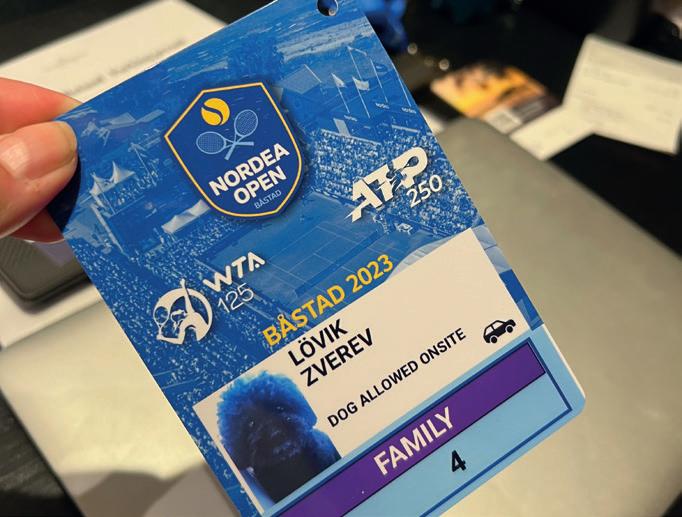 NORDEA
OPEN
BÅSTAD
ATP
250
WTA
125
BÅSTAD 2023
LÖVIK
ZVEREV
DOG ALLOWED ONSITE
FAMILY
4